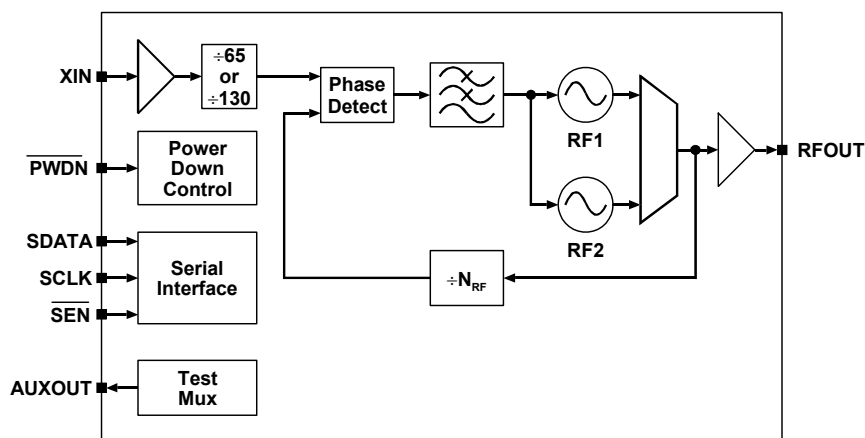 XIN
÷65
or
÷130
Phase
Detect
RF1
RFOUT
PWDN
Power
Down
Control
RF2
SDATA
SCLK
SEN
Serial
Interface
÷NRF
AUXOUT
Test
Mux